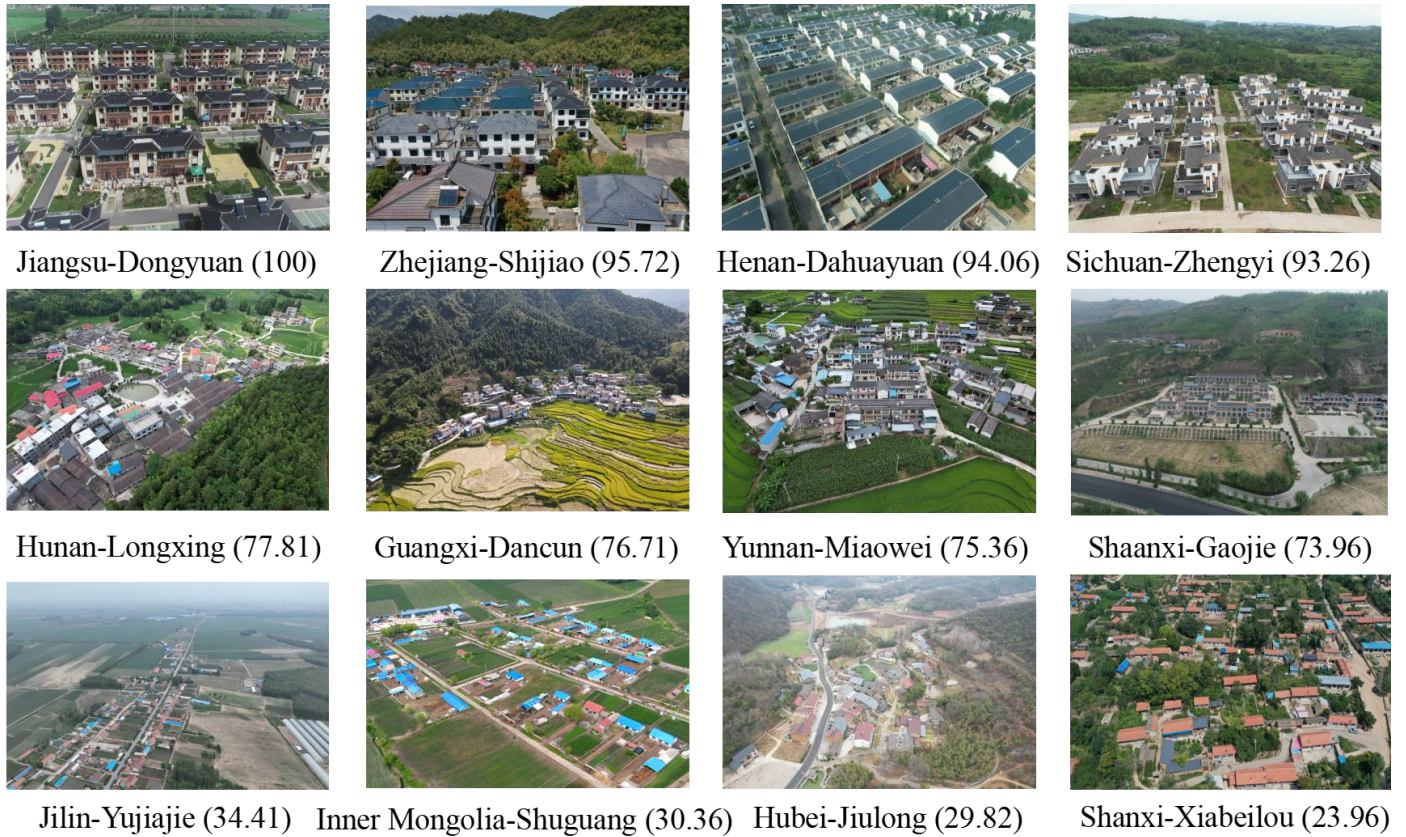 Jiangsu-Dongyuan (100)
Zhejiang-Shijiao (95.72)
Henan-Dahuayuan (94.06)
Sichuan-Zhengyi (93.26)
Hunan-Longxing (77.81)
Guangxi-Dancun (76.71)
Yunnan-Miaowei (75.36)
Shaanxi-Gaojie (73.96)
Jilin-Yujiajie (34.41)
Inner Mongolia-Shuguang (30.36)
Hubei-Jiulong (29.82)
Shanxi-Xiabeilou (23.96)